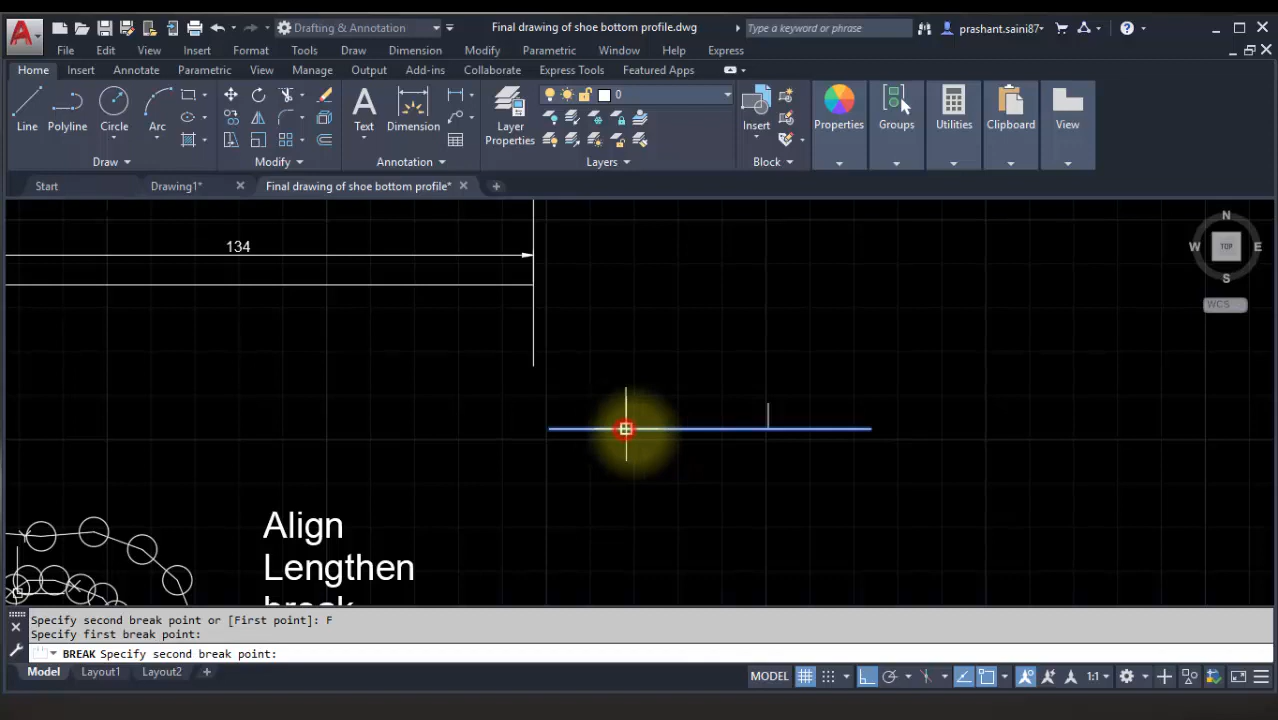 Drafting & Annotation
Final drawing of shoe bottom profile.dwg
Type a keyword or phrase
prashant.saini87
File Edit View Insert Format Tools Draw Dimension Modify Parametric Window Help Express
Home Insert Annotate Parametric View Manage Output Add-ins Collaborate Express Tools Featured Apps
0
Line Polyline Circle Arc
Text Dimension
Layer
Properties
Insert
Properties Groups Utilities Clipboard View
Draw Modify Annotation Layers Block
Start Drawing1* Final drawing of shoe bottom profile*
N
W TOP E
S
WCS
134
Align
Lengthen
break
Specify second break point or [First point]: F
Specify first break point:
BREAK Specify second break point:
Model Layout1 Layout2
MODEL 1:1